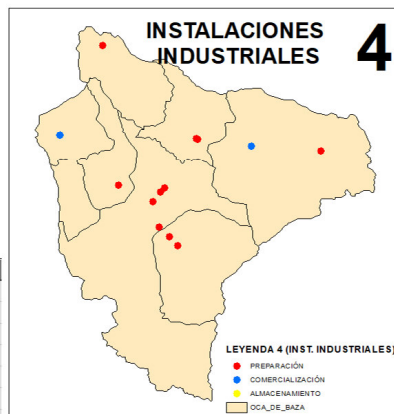 INSTALACIONES
INDUSTRIALES
4
LEYENDA 4 (INST. INDUSTRIALES)
PREPARACIÓN
COMERCIALIZACIÓN
ALMACENAMIENTO
OCA_DE_BAZA